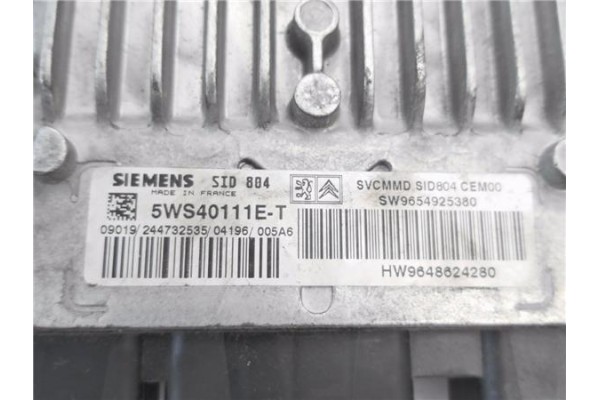 SIEMENS SID 804
MADE IN FRANCE
5WS40111E-T
09019/244732535/04196/005A6
SVCMMD SID804 CEM00
SW9654925380
HW9648624280